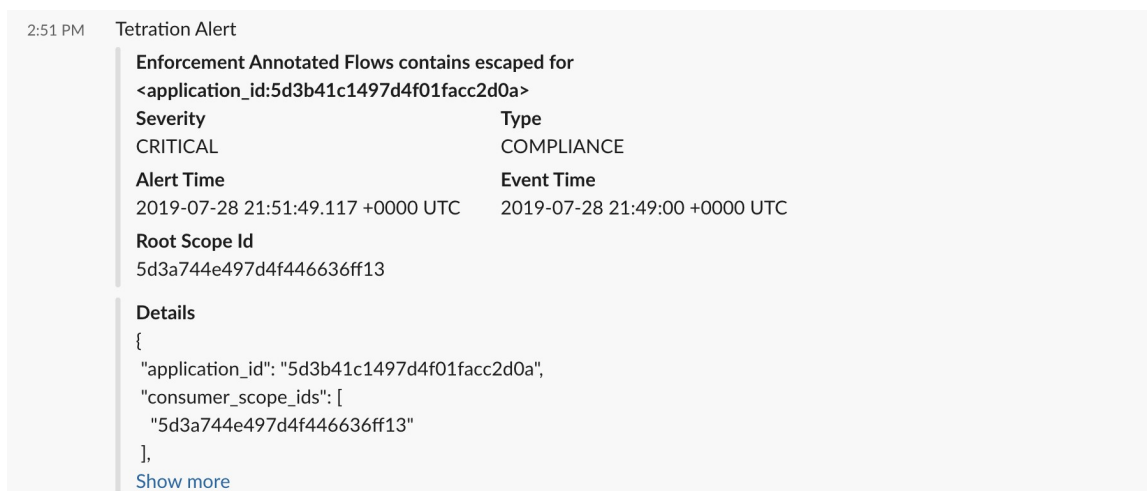 2:51 PM Tetration Alert
Enforcement Annotated Flows contains escaped for
<application_id:5d3b41c1497d4f01facc2d0a>
Severity Type
CRITICAL COMPLIANCE
Alert Time Event Time
2019-07-28 21:51:49.117 +0000 UTC 2019-07-28 21:49:00 +0000 UTC
Root Scope Id
5d3a744e497d4f446636ff13
Details
{
"application_id": "5d3b41c1497d4f01facc2d0a",
"consumer_scope_ids": [
"5d3a744e497d4f446636ff13"
],
Show more